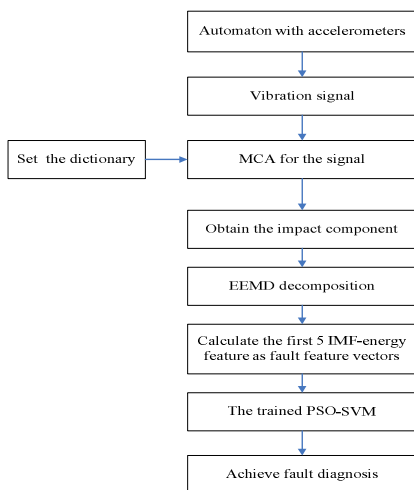 Automaton with accelerometers
Vibration signal
Set the dictionary
MCA for the signal
Obtain the impact component
EEMD decomposition
Calculate the first 5 IMF-energy
feature as fault feature vectors
The trained PSO-SVM
Achieve fault diagnosis